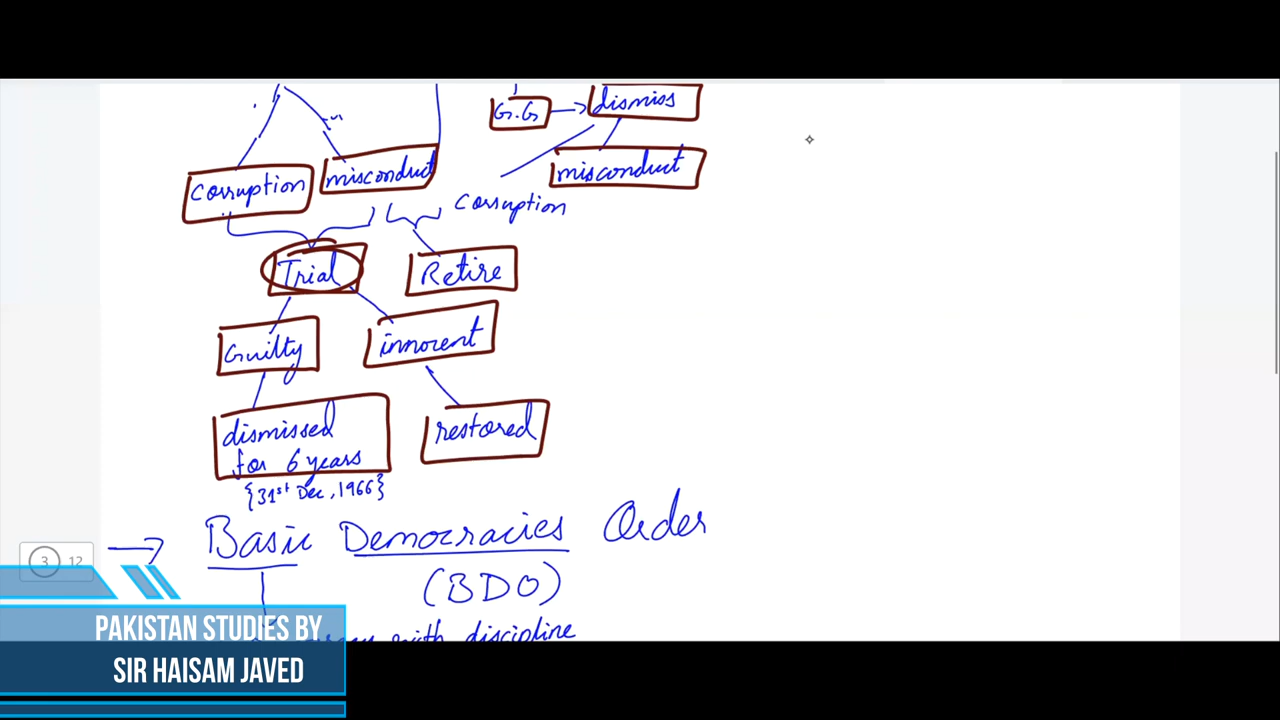 G.G
dismiss
corruption
misconduct
misconduct
corruption
Trial
Retire
Guilty
innocent
dismissed
for 6 years
restored
{31st Dec, 1966}
Basic Democracies Order
(BDO)
with discipline
3 12
PAKISTAN STUDIES BY
SIR HAISAM JAVED